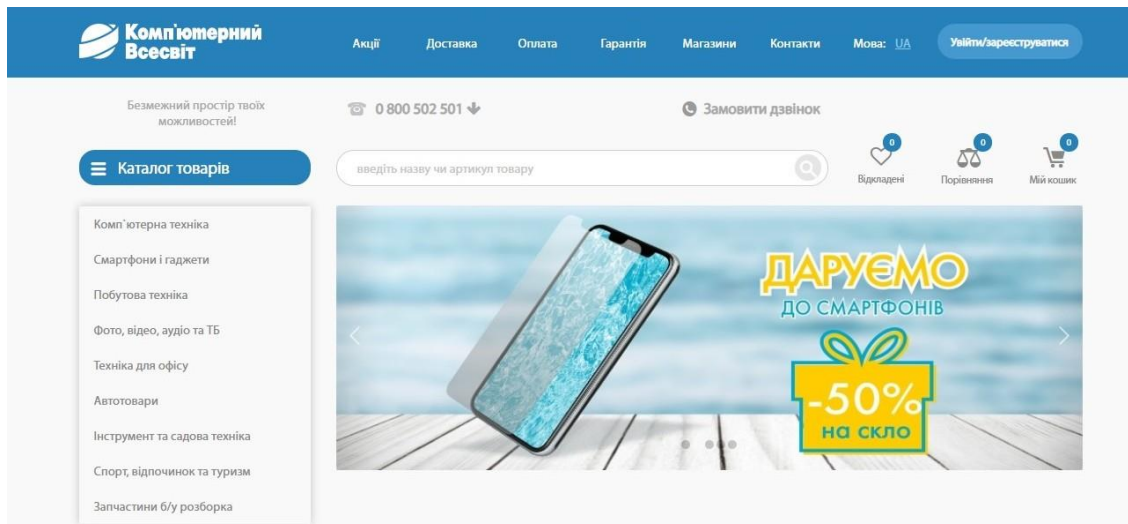 Комп'ютерний
Всесвіт
Акції
Доставка
Оплата
Гарантія
Магазини
Контакти
Мова: UA
Увійти/зареєструватися
Безмежний простір твоїх
можливостей!
0 800 502 501
Замовити дзвінок
Каталог товарів
введіть назву чи артикул товару
0
Відкладені
0
Порівняння
0
Мій кошик
Комп`ютерна техніка
Смартфони і гаджети
Побутова техніка
Фото, відео, аудіо та ТБ
Техніка для офісу
Автотовари
Інструмент та садова техніка
Спорт, відпочинок та туризм
Запчастини б/у розборка
ДАРУЄМО
ДО СМАРТФОНІВ
-50%
на скло